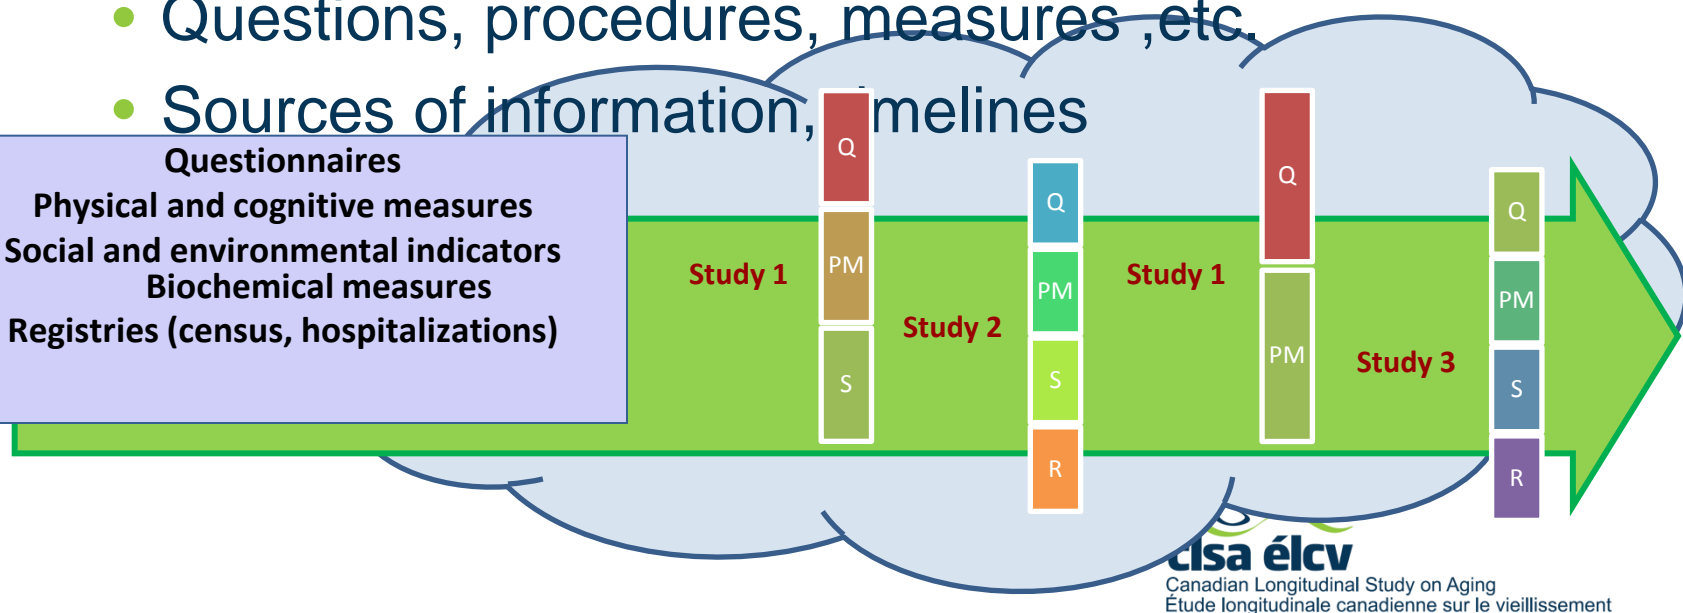 Questions, procedures, measures ,etc.
Sources of information, melines
Questionnaires
Physical and cognitive measures
Social and environmental indicators
Biochemical measures
Registries (census, hospitalizations)
Study 1
Q
PM
S
Study 2
Q
PM
S
R
Study 1
Q
PM
Study 3
Q
PM
S
R
clsa élcv
Canadian Longitudinal Study on Aging
Étude longitudinale canadienne sur le vieillissement